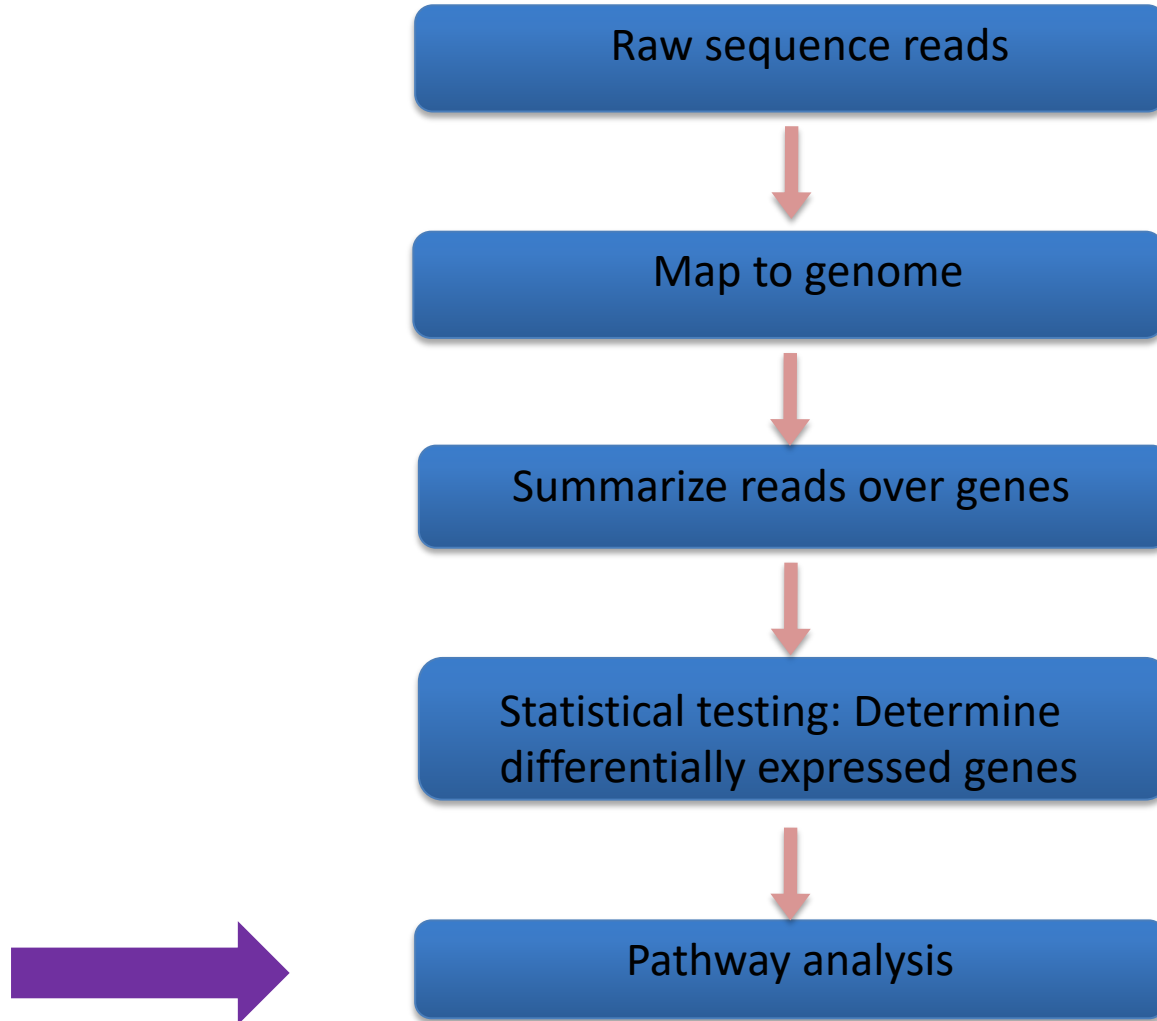 Raw sequence reads
Map to genome
Summarize reads over genes
Statistical testing: Determine
differentially expressed genes
Pathway analysis